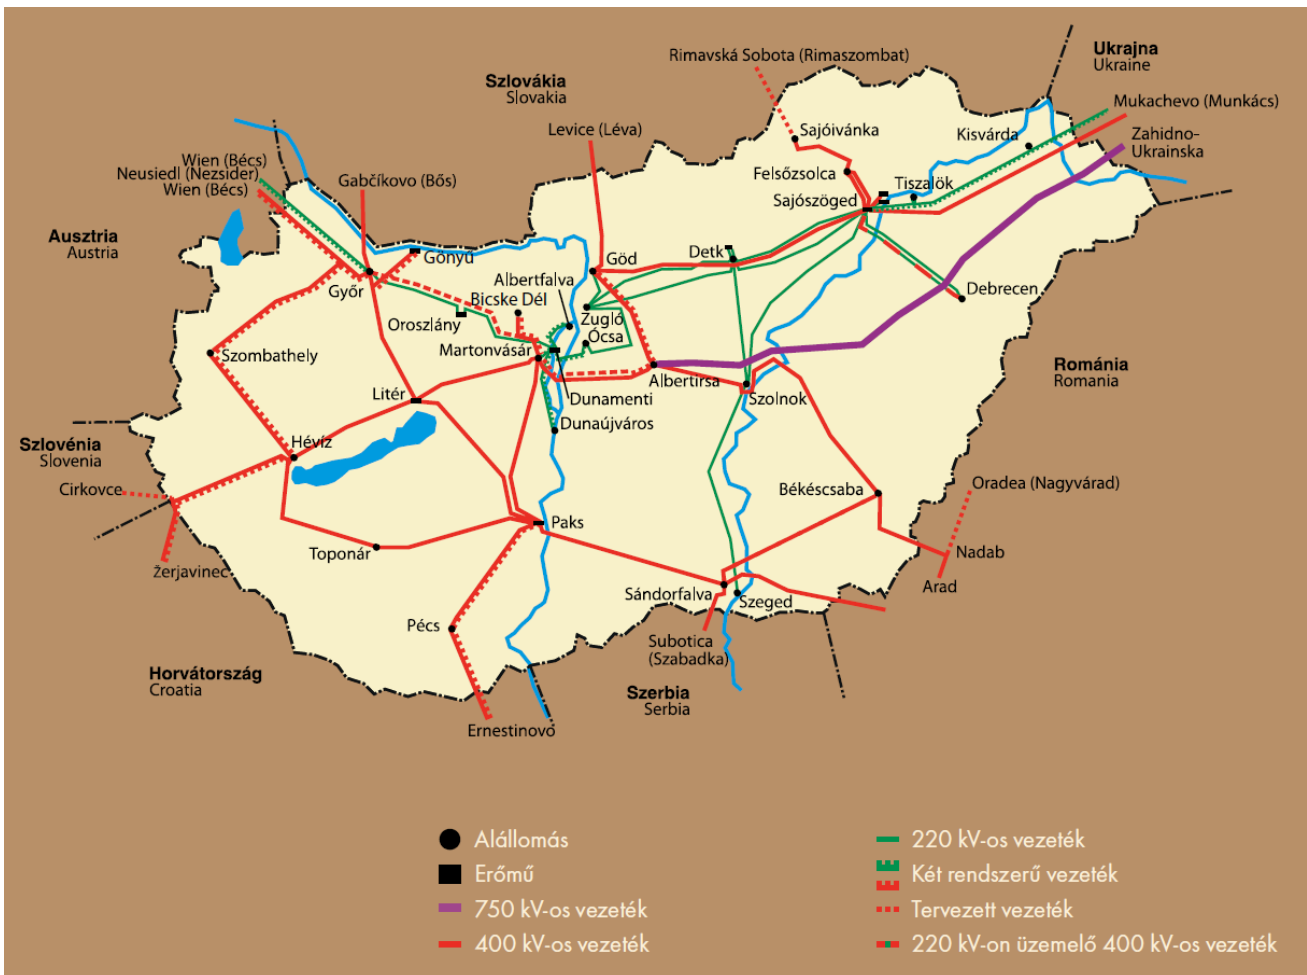 Ukrajna
Ukraine
Rimavská Sobota (Rimaszombat)
Szlovákia
Slovakia
Mukachevo (Munkács)
Levice (Léva)
Sajóivánka
Kisvárda
Zahidno-
Ukrainska
Wien (Bécs)
Neusiedl (Nezsider)
Wien (Bécs)
Gabčíkovo (Bős)
Felsőzsolca
Tiszalök
Sajószöged
Ausztria
Austria
Gönyű
Göd
Detk
Albertfalva
Győr
Bicske Dél
Debrecen
Oroszlány
Zugló
Ócsa
Szombathely
Martonvásár
Albertirsa
Románia
Romania
Litér
Dunamenti
Szolnok
Dunaújváros
Szlovénia
Slovenia
Hévíz
Cirkovce
Békéscsaba
Oradea (Nagyvárad)
Paks
Toponár
Nadab
Žerjavinec
Arad
Sándorfalva
Szeged
Pécs
Subotica
(Szabadka)
Horvátország
Croatia
Szerbia
Serbia
Ernestinovo
Alállomás
Erőmű
750 kV-os vezeték
400 kV-os vezeték
220 kV-os vezeték
Két rendszerű vezeték
Tervezett vezeték
220 kV-on üzemelő 400 kV-os vezeték